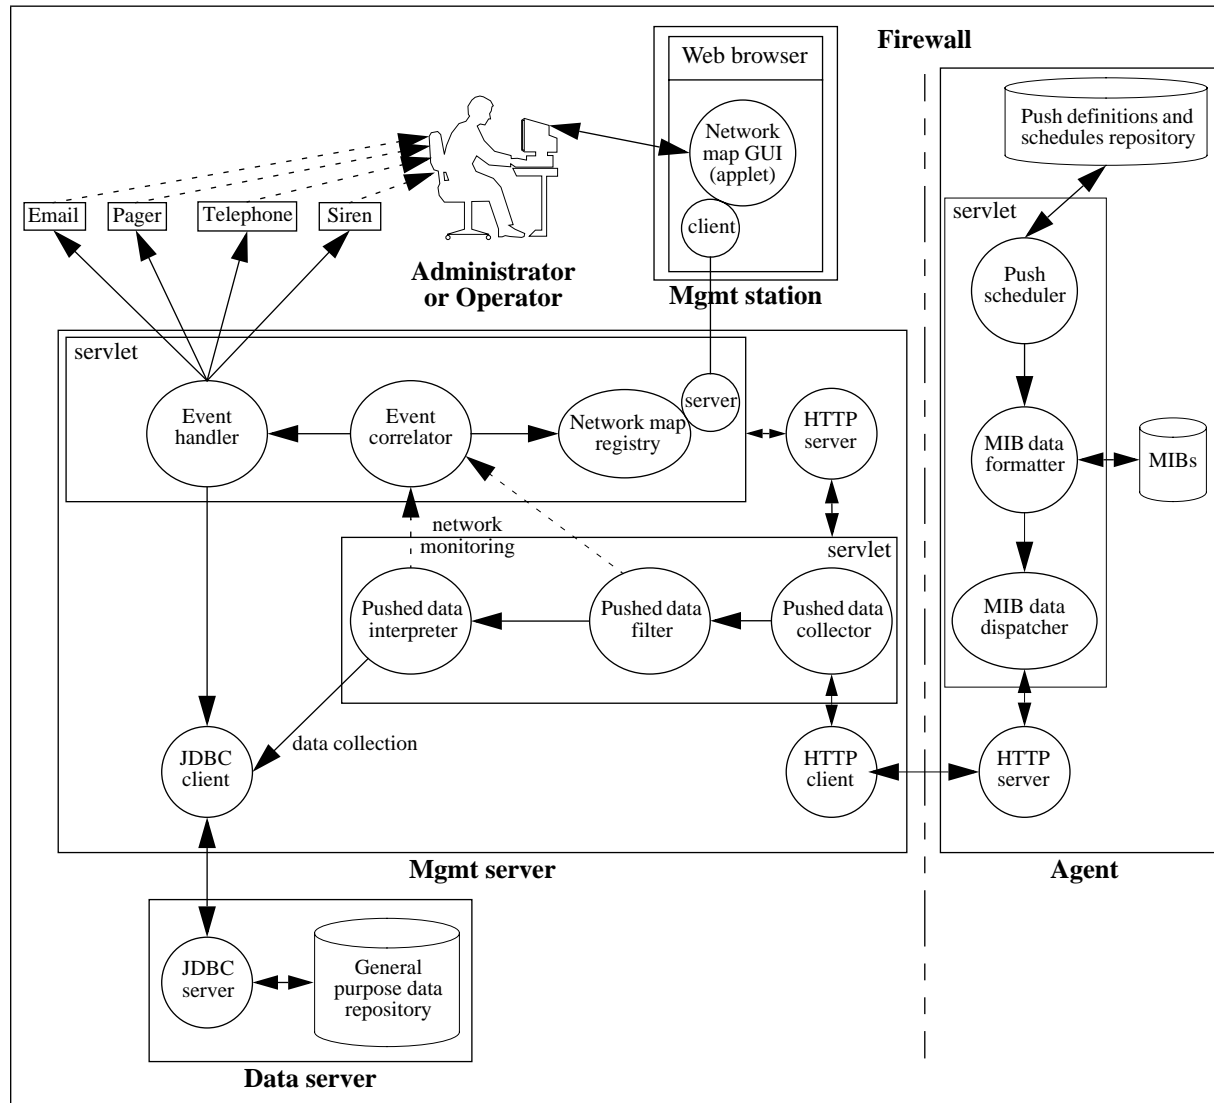 Firewall
Web browser
Network
map GUI
(applet)
client
Mgmt station
Push definitions and
schedules repository
servlet
Push
scheduler
MIB data
formatter
MIBs
MIB data
dispatcher
HTTP
server
Agent
Email
Pager
Telephone
Siren
Administrator
or Operator
servlet
Event
handler
Event
correlator
Network map
registry
server
HTTP
server
network
monitoring
servlet
Pushed data
interpreter
Pushed data
filter
Pushed data
collector
data collection
JDBC
client
HTTP
client
Mgmt server
JDBC
server
General
purpose data
repository
Data server